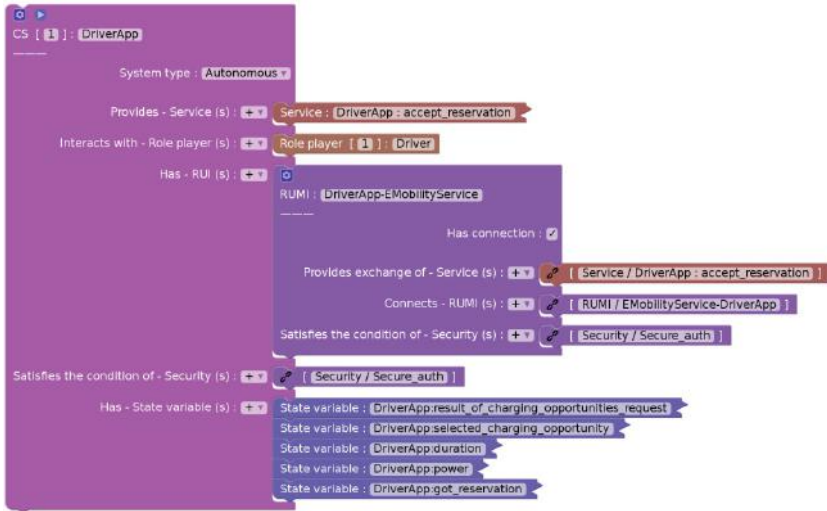 CS [ 1 ] : DriverApp
System type : Autonomous
Provides - Service (s) : + Service : DriverApp : accept_reservation
Interacts with - Role player (s) : + Role player [ 1 ] : Driver
Has - RUI (s) : +
RUMI : DriverApp-EMobilityService
Has connection :
Provides exchange of - Service (s) : + [ Service / DriverApp : accept_reservation ]
Connects - RUMI (s) : + [ RUMI / EMobilityService-DriverApp ]
Satisfies the condition of - Security (s) : + [ Security / Secure_auth ]
Satisfies the condition of - Security (s) : + [ Security / Secure_auth ]
Has - State variable (s) : + State variable : DriverApp:result_of_charging_opportunities_request
State variable : DriverApp:selected_charging_opportunity
State variable : DriverApp:duration
State variable : DriverApp:power
State variable : DriverApp:got_reservation